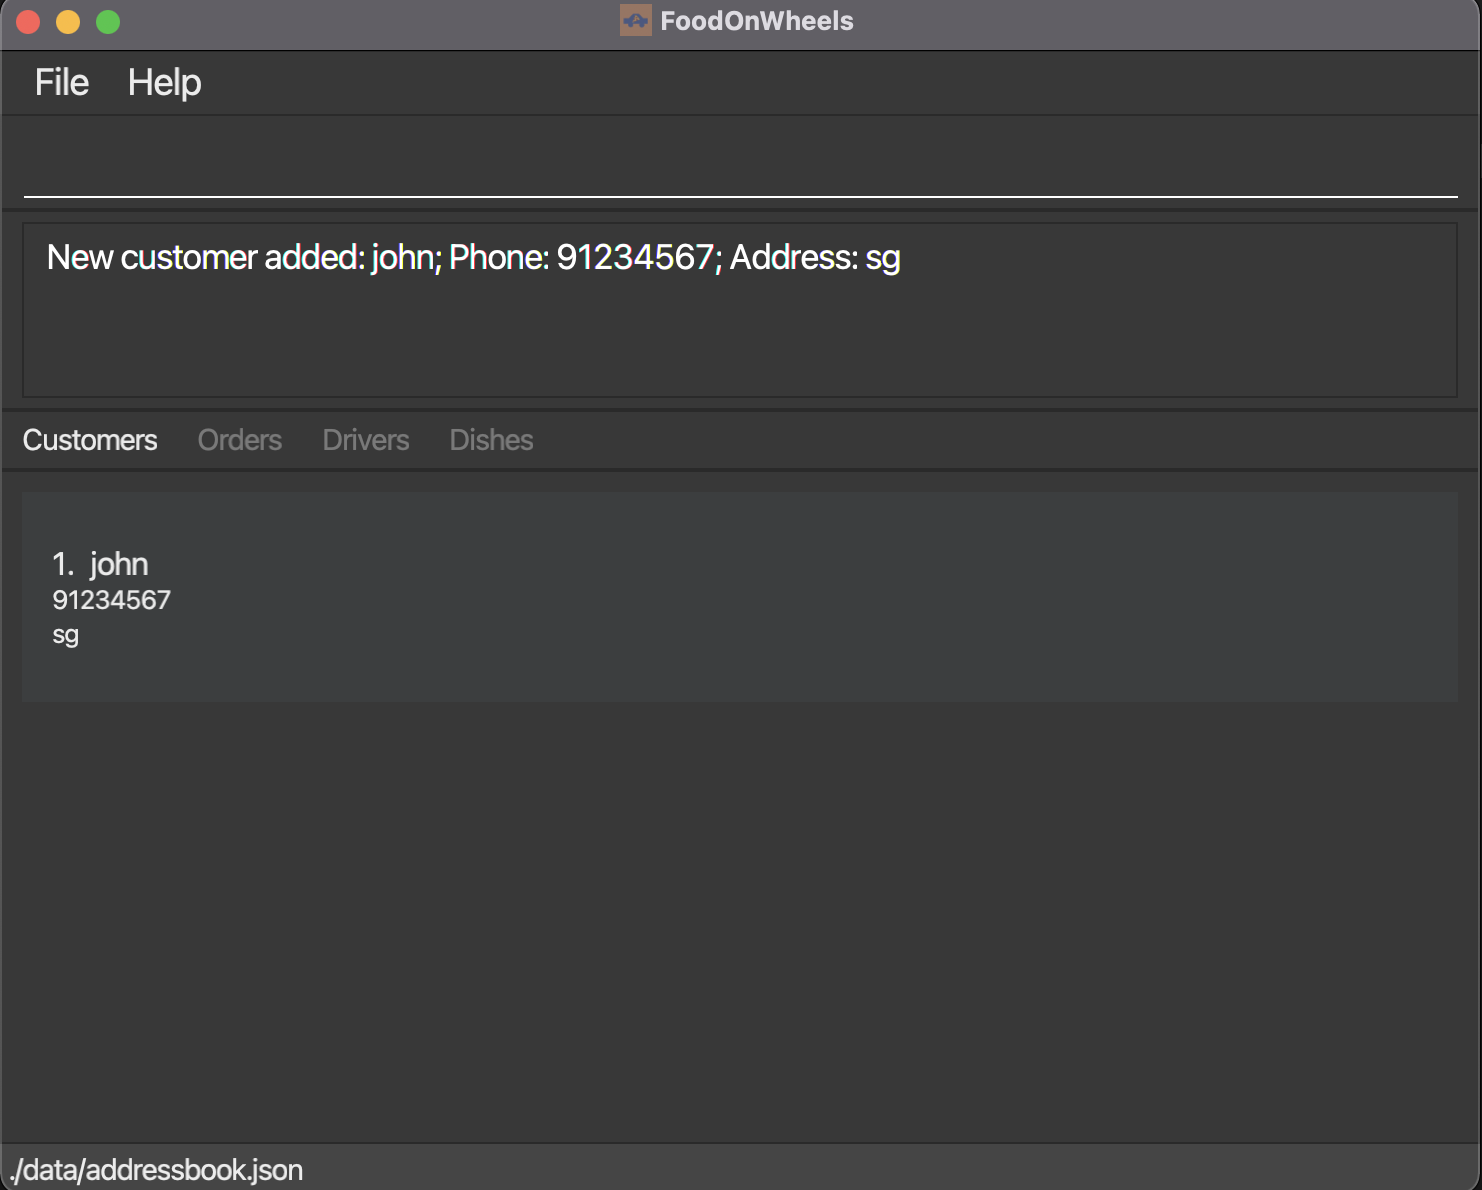 FoodOnWheels
File Help
New customer added: john; Phone: 91234567; Address: sg
Customers Orders Drivers Dishes
1. john
91234567
sg
./data/addressbook.json